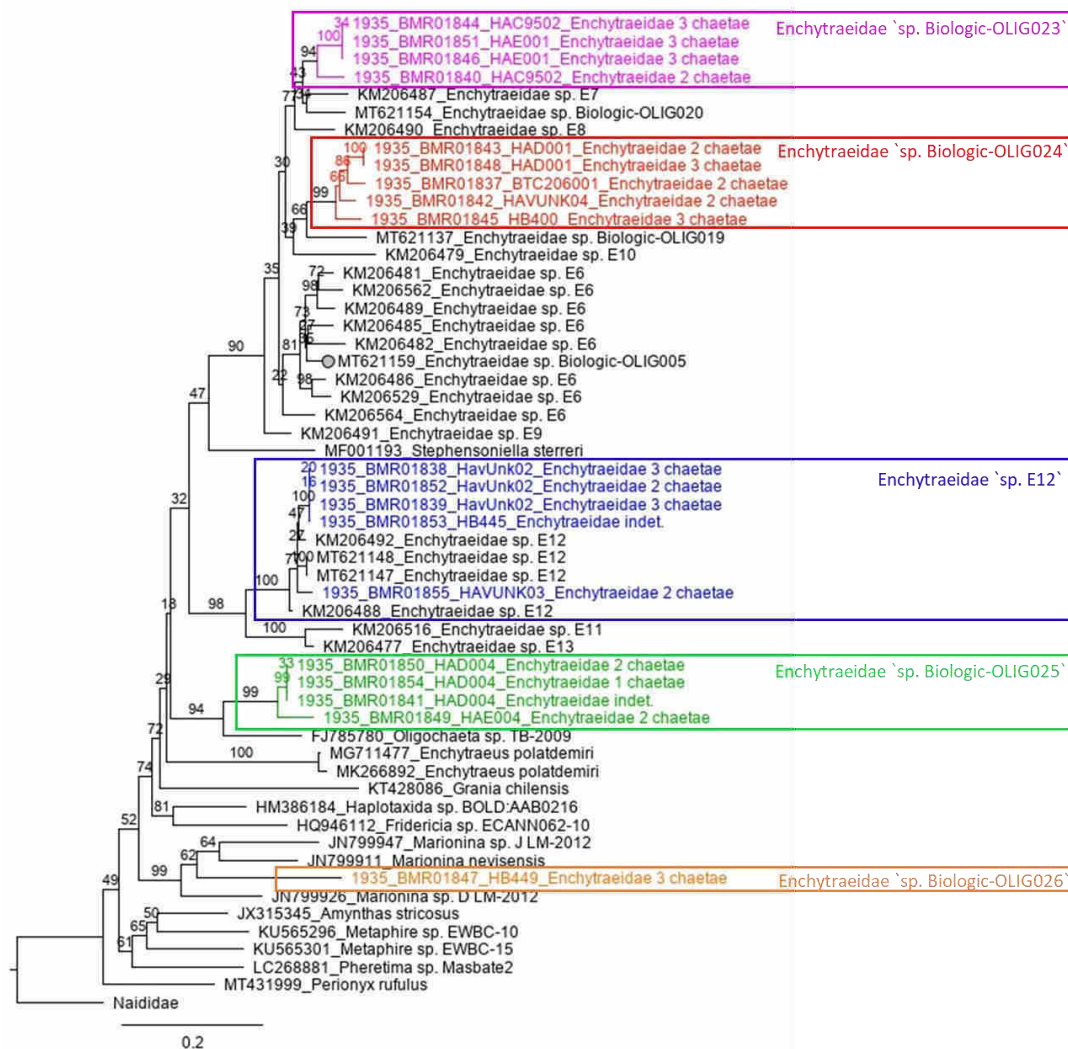 1935_BMR01844_HAC9502_Enchytraeidae 3 chaetae
Enchytraeidae `sp. Biologic-OLIG023`
1935_BMR01851_HAE001_Enchytraeidae 3 chaetae
1935_BMR01846_HAE001_Enchytraeidae 3 chaetae
1935_BMR01840_HAC9502_Enchytraeidae 2 chaetae
KM206487_Enchytraeidae sp. E7
MT621154_Enchytraeidae sp. Biologic-OLIG020
KM206490_Enchytraeidae sp. E8
1935_BMR01843_HAD001_Enchytraeidae 2 chaetae
Enchytraeidae `sp. Biologic-OLIG024`
1935_BMR01848_HAD001_Enchytraeidae 3 chaetae
1935_BMR01837_BTC206001_Enchytraeidae 2 chaetae
1935_BMR01842_HAVUNK04_Enchytraeidae 2 chaetae
1935_BMR01845_HB400_Enchytraeidae 3 chaetae
MT621137_Enchytraeidae sp. Biologic-OLIG019
KM206479_Enchytraeidae sp. E10
KM206481_Enchytraeidae sp. E6
KM206562_Enchytraeidae sp. E6
KM206489_Enchytraeidae sp. E6
KM206485_Enchytraeidae sp. E6
KM206482_Enchytraeidae sp. E6
MT621159_Enchytraeidae sp. Biologic-OLIG005
KM206486_Enchytraeidae sp. E6
KM206529_Enchytraeidae sp. E6
KM206564_Enchytraeidae sp. E6
KM206491_Enchytraeidae sp. E9
MF001193_Stephensoniella sterreri
1935_BMR01838_HavUnk02_Enchytraeidae 3 chaetae
Enchytraeidae `sp. E12`
1935_BMR01852_HavUnk02_Enchytraeidae 2 chaetae
1935_BMR01839_HavUnk02_Enchytraeidae 3 chaetae
1935_BMR01853_HB445_Enchytraeidae indet.
KM206492_Enchytraeidae sp. E12
MT621148_Enchytraeidae sp. E12
MT621147_Enchytraeidae sp. E12
1935_BMR01855_HAVUNK03_Enchytraeidae 2 chaetae
KM206488_Enchytraeidae sp. E12
KM206516_Enchytraeidae sp. E11
KM206477_Enchytraeidae sp. E13
1935_BMR01850_HAD004_Enchytraeidae 2 chaetae
Enchytraeidae `sp. Biologic-OLIG025`
1935_BMR01854_HAD004_Enchytraeidae 1 chaetae
1935_BMR01841_HAD004_Enchytraeidae indet.
1935_BMR01849_HAE004_Enchytraeidae 2 chaetae
FJ785780_Oligochaeta sp. TB-2009
MG711477_Enchytraeus polatdemiri
MK266892_Enchytraeus polatdemiri
KT428086_Grania chilensis
HM386184_Haplotaxida sp. BOLD:AAB0216
HQ946112_Fridericia sp. ECANN062-10
JN799947_Marionina sp. J LM-2012
JN799911_Marionina nevisensis
1935_BMR01847_HB449_Enchytraeidae 3 chaetae
Enchytraeidae `sp. Biologic-OLIG026`
JN799926_Marionina sp. D LM-2012
JX315345_Amynthas stricosus
KU565296_Metaphire sp. EWBC-10
KU565301_Metaphire sp. EWBC-15
LC268881_Pheretima sp. Masbate2
MT431999_Perionyx rufulus
Naididae
0.2
34
100
94
43
77
100
86
66
99
66
39
30
35
72
98
73
81
98
22
90
47
20
16
100
47
100
98
100
32
18
33
99
99
94
29
100
72
74
81
52
64
62
99
49
50
65
61